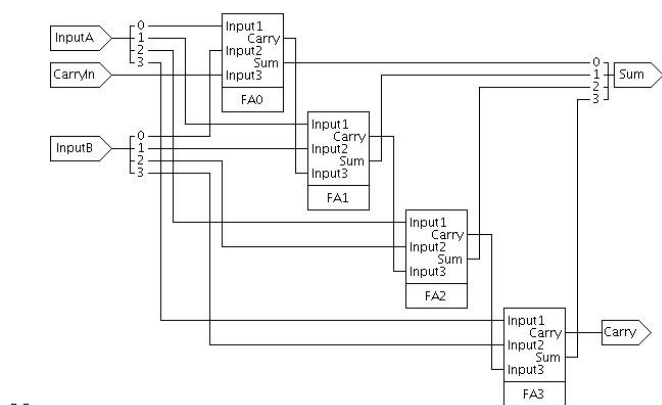 InputA
CarryIn
InputB
0
1
2
3
0
1
2
3
Input1
Carry
Input2
Sum
Input3
FA0
Input1
Carry
Input2
Sum
Input3
FA1
Input1
Carry
Input2
Sum
Input3
FA2
Input1
Carry
Input2
Sum
Input3
FA3
0
1
2
3
Sum
Carry